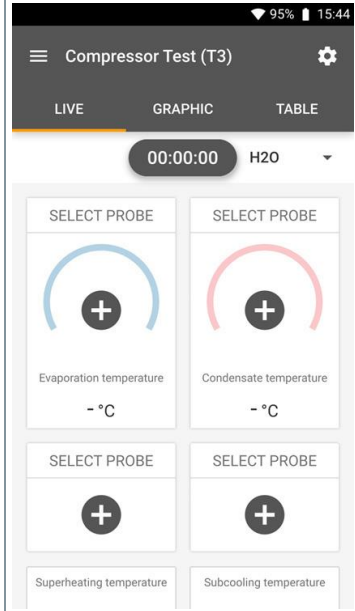 95% 15:44
Compressor Test (T3)
LIVE GRAPHIC TABLE
00:00:00 H2O
SELECT PROBE SELECT PROBE
Evaporation temperature Condensate temperature
- °C - °C
SELECT PROBE SELECT PROBE
Superheating temperature Subcooling temperature